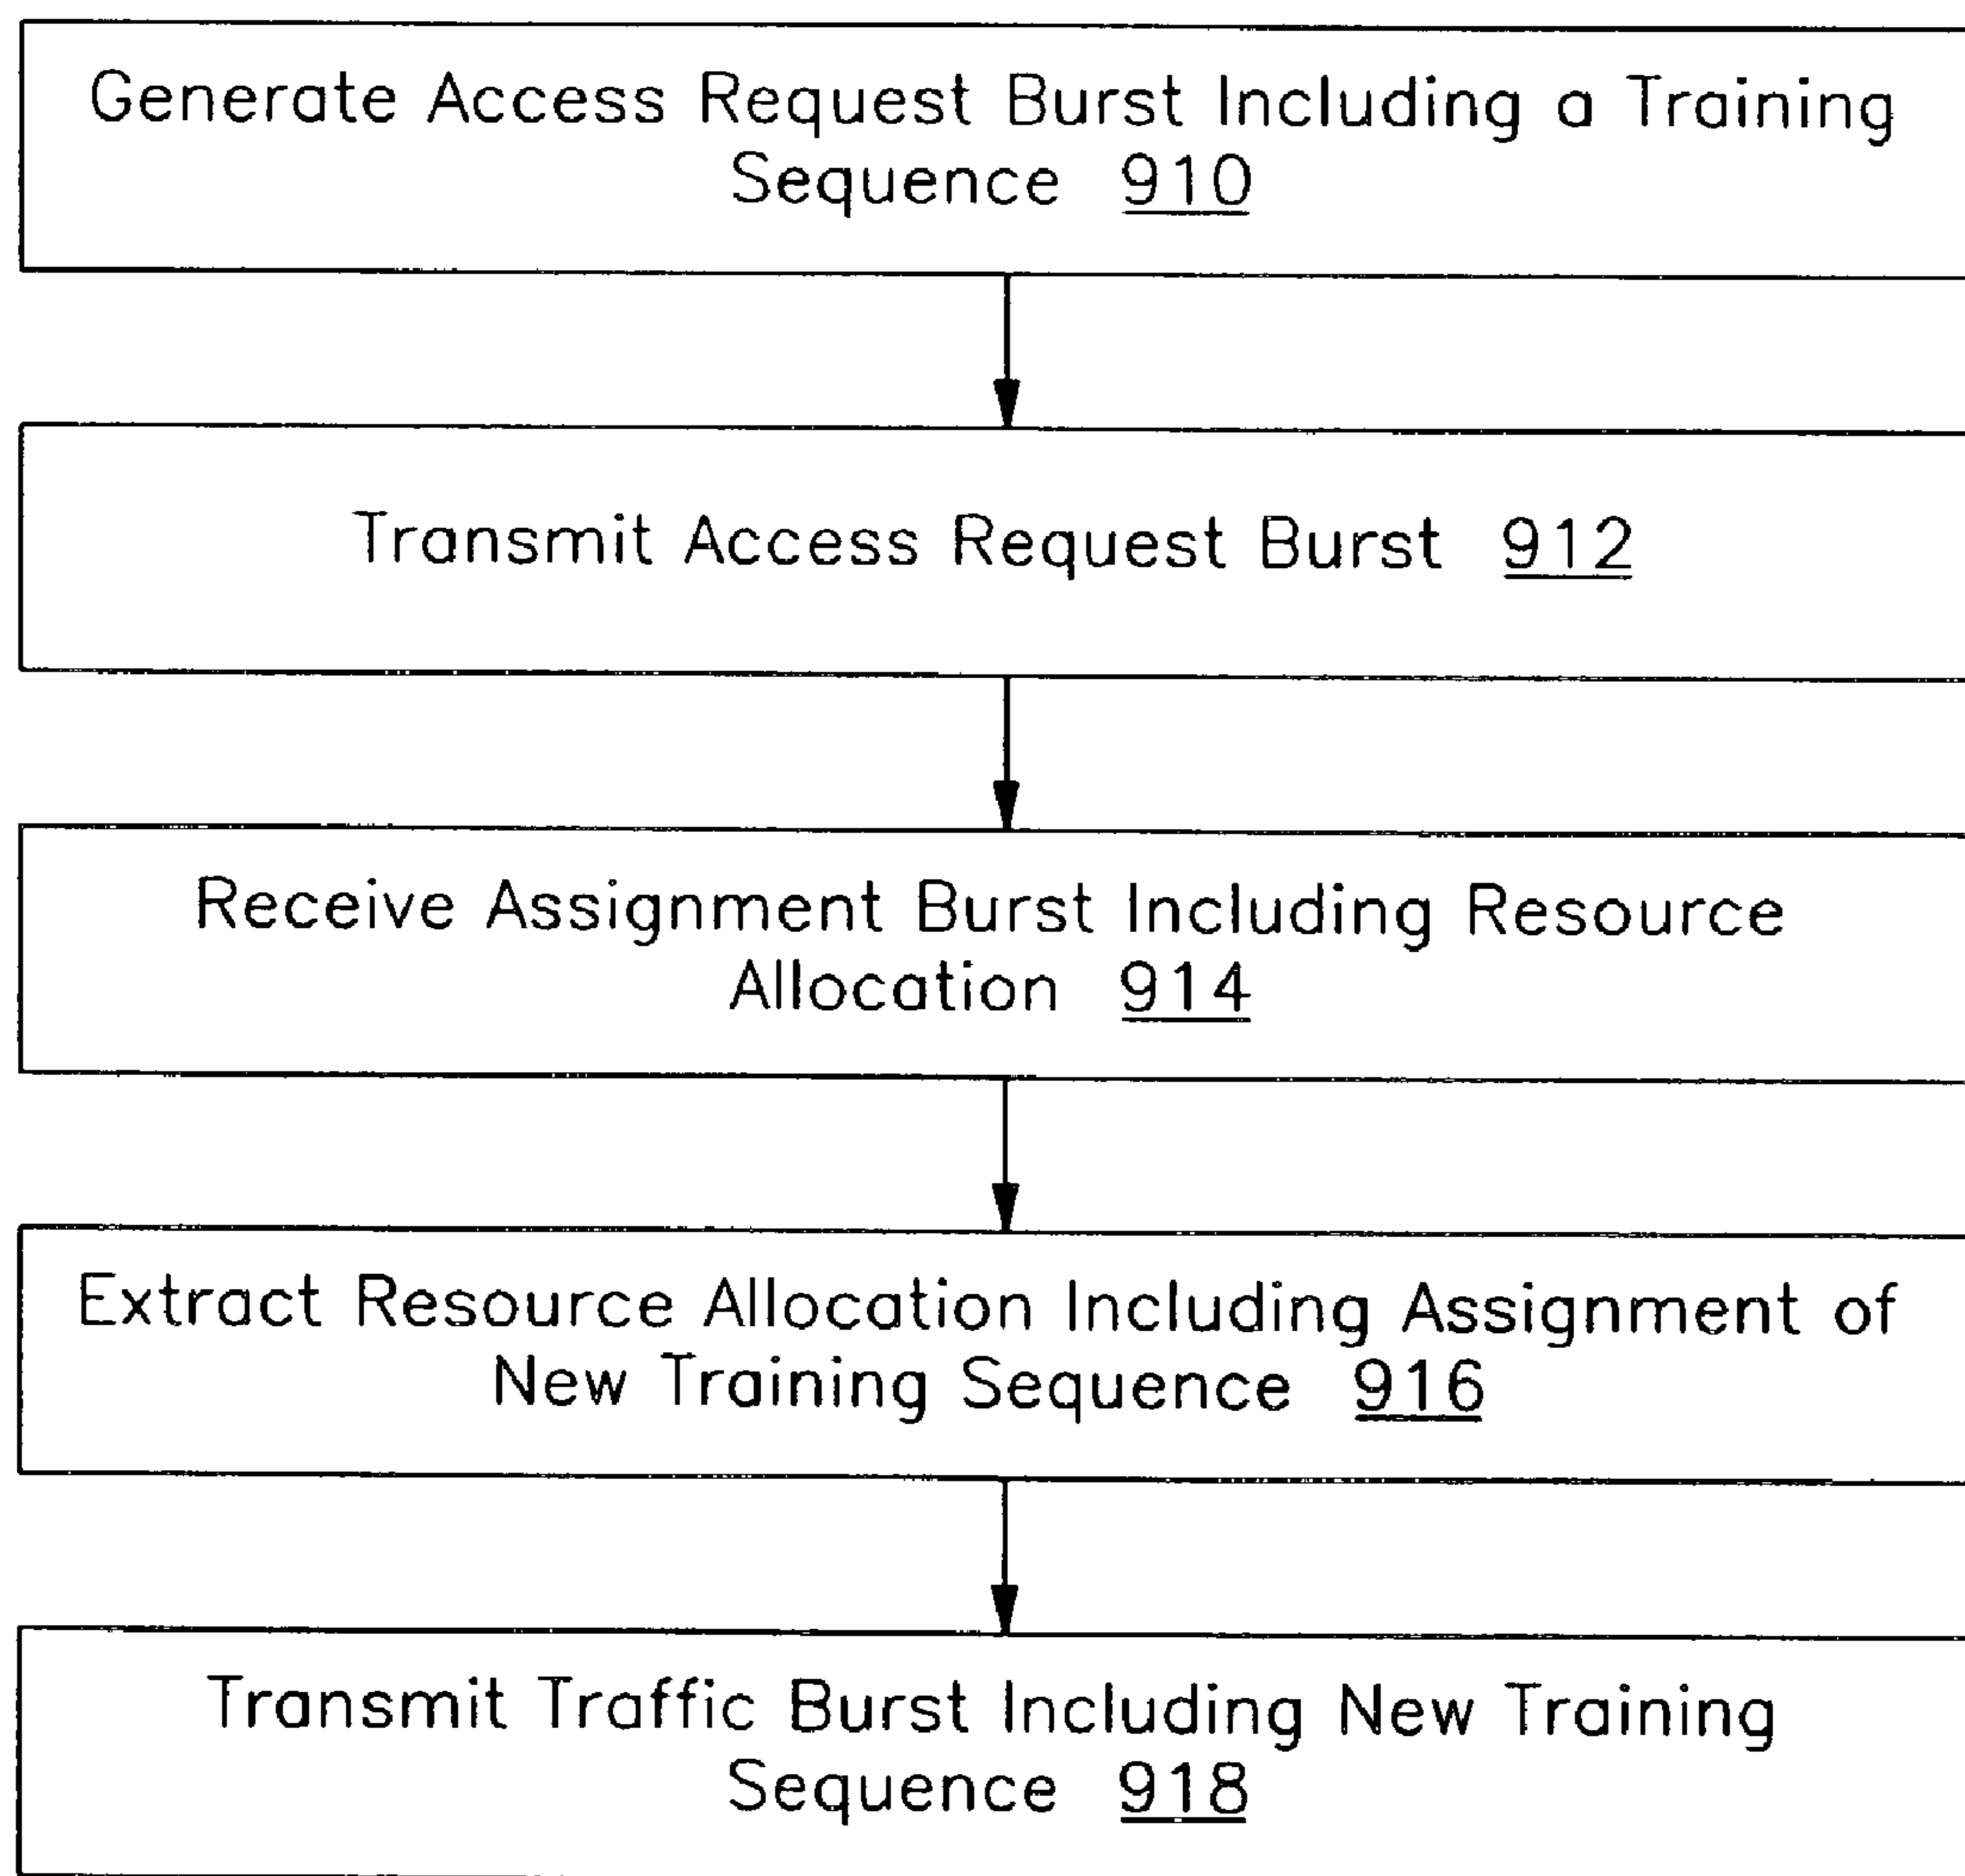 Generate Access Request Burst Including a Training
Sequence 910
Transmit Access Request Burst 912
Receive Assignment Burst Including Resource
Allocation 914
Extract Resource Allocation Including Assignment of
New Training Sequence 916
Transmit Traffic Burst Including New Training
Sequence 918